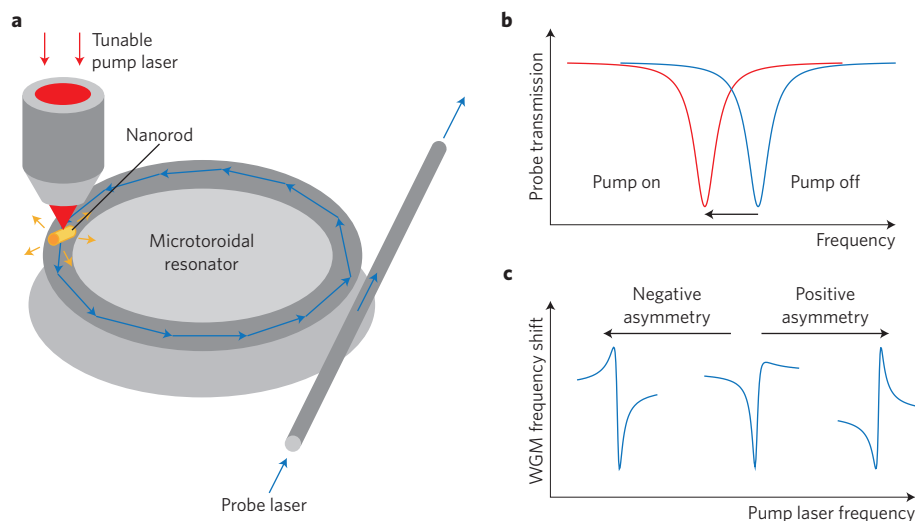 a
Tunable
pump laser
Nanorod
Microtoroidal
resonator
Probe laser
b
Probe transmission
Pump on
Pump off
Frequency
c
WGM frequency shift
Negative
asymmetry
Positive
asymmetry
Pump laser frequency